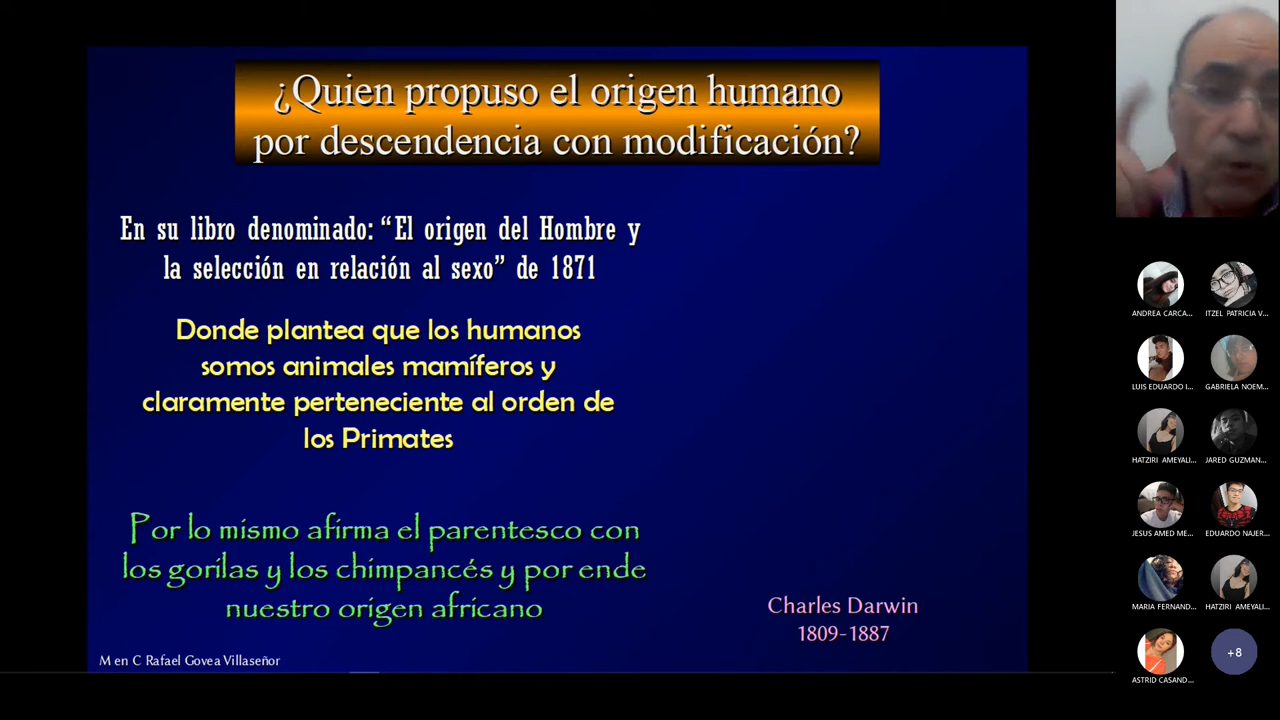 ¿Quien propuso el origen humano
por descendencia con modificación?
En su libro denominado: “El origen del Hombre y
la selección en relación al sexo” de 1871
Donde plantea que los humanos
somos animales mamíferos y
claramente perteneciente al orden de
los Primates
Por lo mismo afirma el parentesco con
los gorilas y los chimpancés y por ende
nuestro origen africano
Charles Darwin
1809-1887
M en C Rafael Govea Villaseñor
ANDREA CARCA...
ITZEL PATRICIA V...
LUIS EDUARDO I...
GABRIELA NOEM...
HATZIRI AMEYALI...
JARED GUZMAN...
JESUS AMED ME...
EDUARDO NAJER...
MARIA FERNAND...
HATZIRI AMEYALI...
ASTRID CASAND...
+8